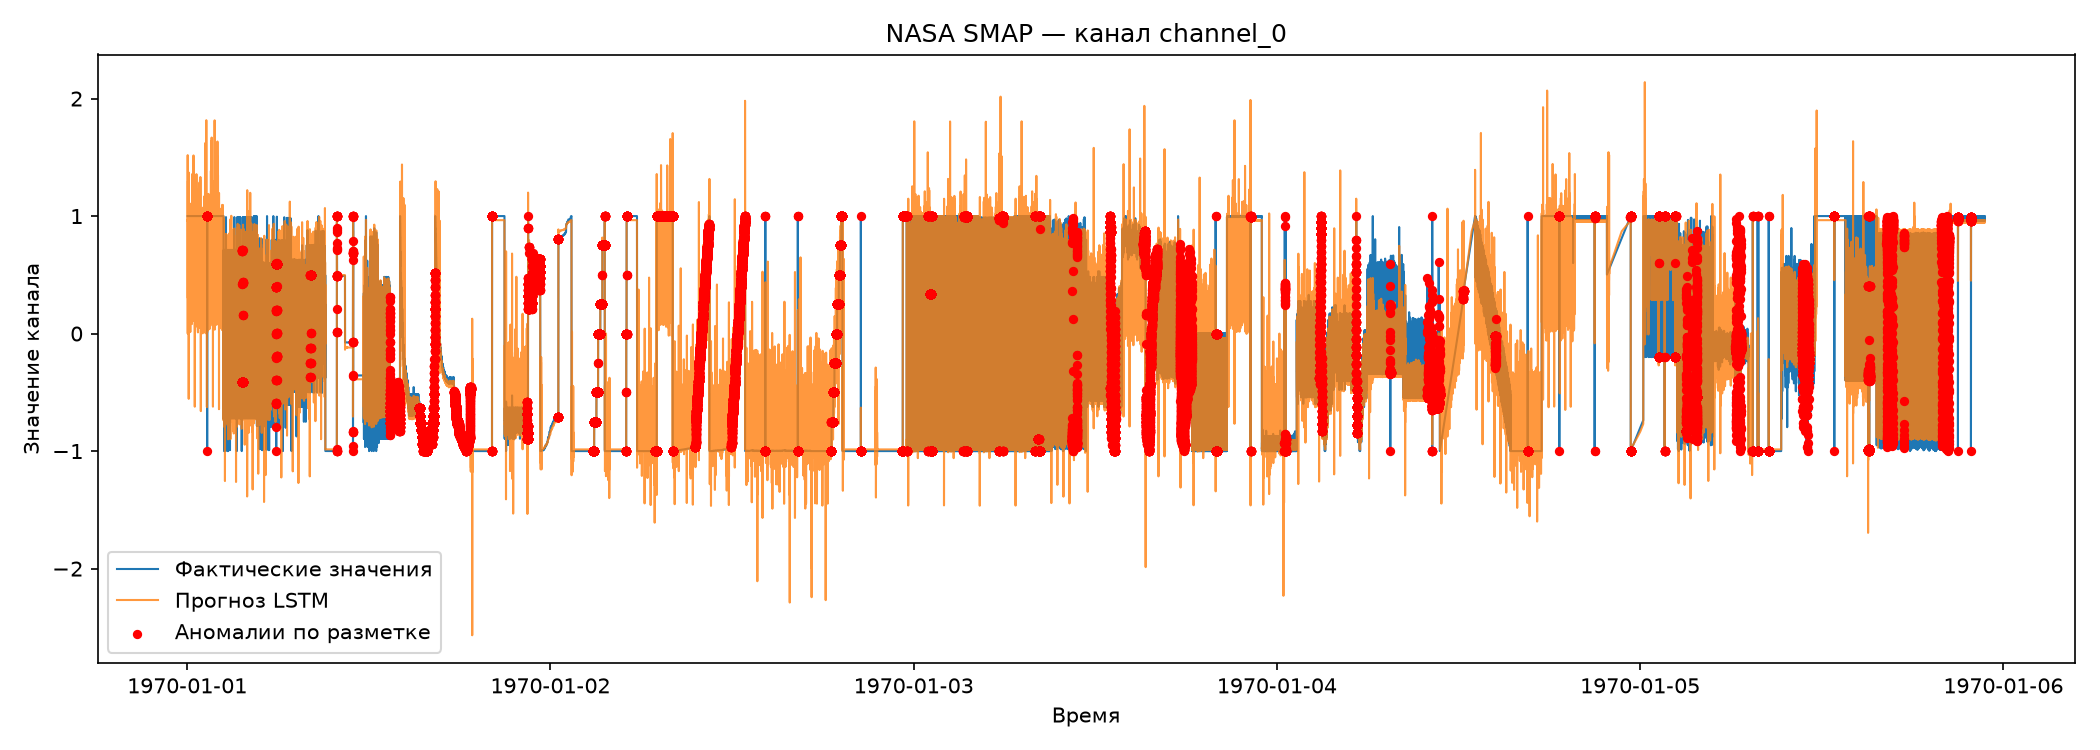 NASA SMAP — канал channel_0
Значение канала
2
1
0
−1
−2
Фактические значения
Прогноз LSTM
Аномалии по разметке
1970-01-01 1970-01-02 1970-01-03 1970-01-04 1970-01-05 1970-01-06
Время